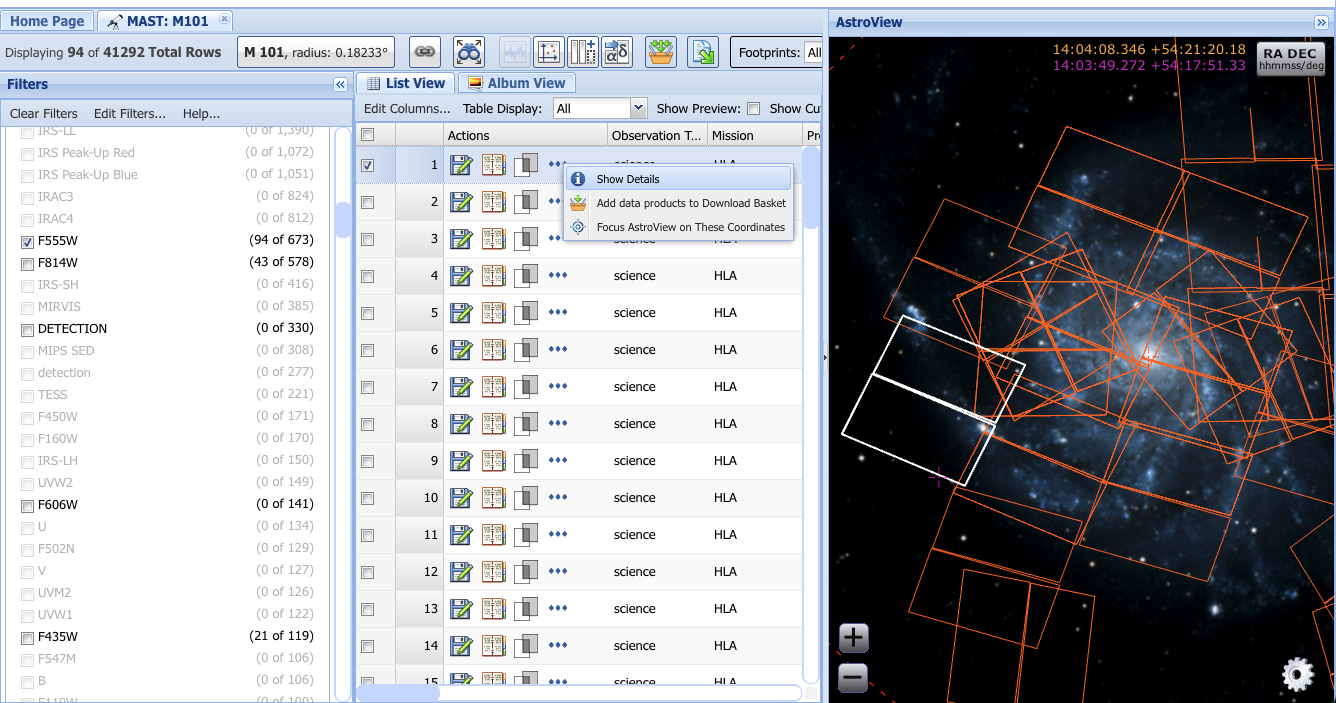 Home Page
MAST: M101
Displaying 94 of 41292 Total Rows
M 101, radius: 0.18233°
αδ
Footprints: All
AstroView
Filters
List View
Album View
Clear Filters
Edit Filters...
Help...
Edit Columns...
Table Display:
All
Show Preview:
Show Cu
Actions
Observation T...
Mission
IRS-LL (0 of 1,390)
IRS Peak-Up Red (0 of 1,072)
IRS Peak-Up Blue (0 of 1,051)
IRAC3 (0 of 824)
IRAC4 (0 of 812)
F555W (94 of 673)
F814W (43 of 578)
IRS-SH (0 of 416)
MIRVIS (0 of 385)
DETECTION (0 of 330)
MIPS SED (0 of 308)
detection (0 of 277)
TESS (0 of 221)
F450W (0 of 171)
F160W (0 of 170)
IRS-LH (0 of 150)
UVW2 (0 of 149)
F606W (0 of 141)
U (0 of 134)
F502N (0 of 129)
V (0 of 127)
UVM2 (0 of 126)
UVW1 (0 of 122)
F435W (21 of 119)
F547M (0 of 106)
B (0 of 106)
F110W (0 of 100)
1 science HLA
Show Details
Add data products to Download Basket
Focus AstroView on These Coordinates
2
3 science HLA
4 science HLA
5 science HLA
6 science HLA
7 science HLA
8 science HLA
9 science HLA
10 science HLA
11 science HLA
12 science HLA
13 science HLA
14 science HLA
15 science HLA
14:04:08.346 +54:21:20.18
14:03:49.272 +54:17:51.33
RA DEC
hhmmss/deg